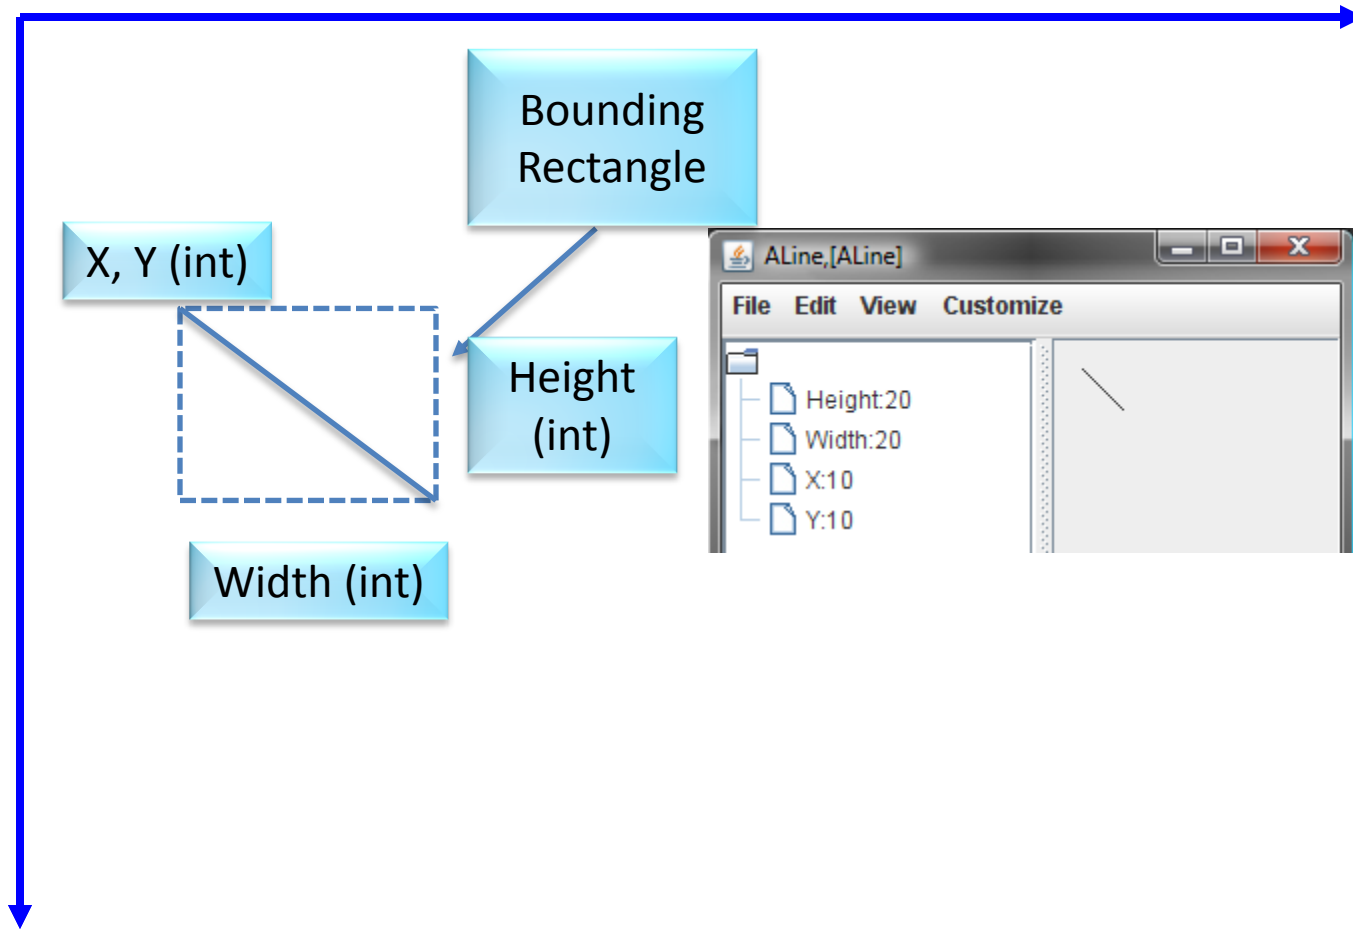 Bounding
Rectangle
X, Y (int)
Height
(int)
Width (int)
ALine,[ALine]
File Edit View Customize
Height:20
Width:20
X:10
Y:10